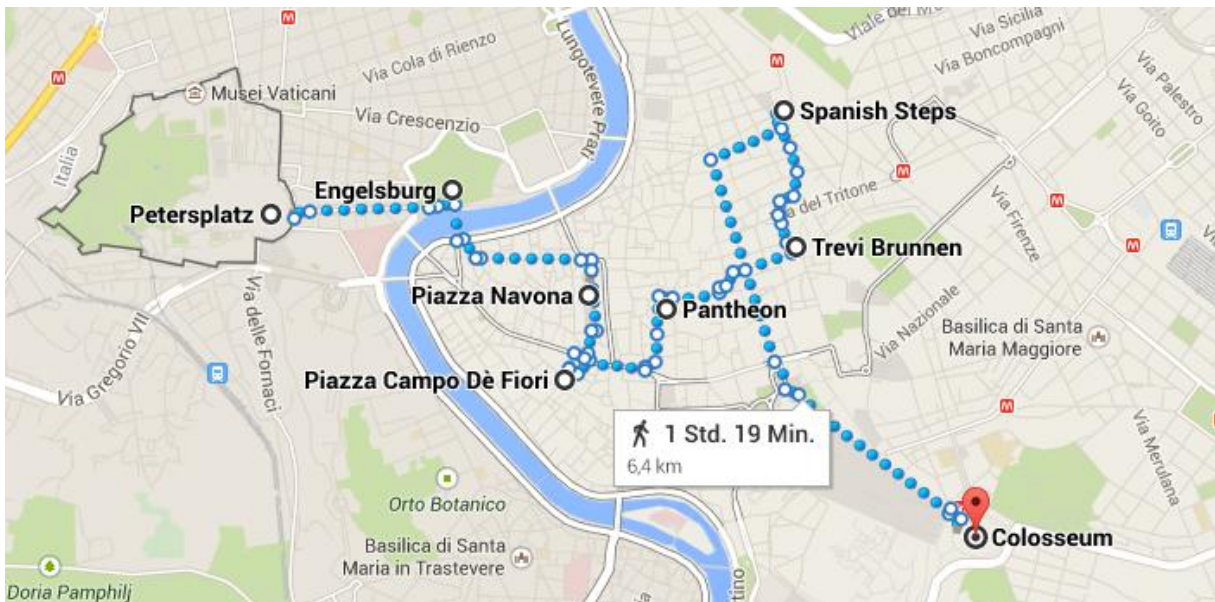 Viale del M
Via Sicilia
Via Boncompagni
Via Cola di Rienzo
Lungotevere Prati
Via Palestro
Via Goito
Musei Vaticani
Via Crescenzio
Spanish Steps
Italia
Engelsburg
Petersplatz
a del Tritone
Via Firenze
Trevi Brunnen
Piazza Navona
Pantheon
Via Nazionale
Via Gregorio VII
Via delle Fornaci
Basilica di Santa
Maria Maggiore
Piazza Campo Dè Fiori
1 Std. 19 Min.
6,4 km
Via Merulana
Orto Botanico
Colosseum
Basilica di Santa
Maria in Trastevere
Doria Pamphilj
tino
M
M
M
M
M
M
M